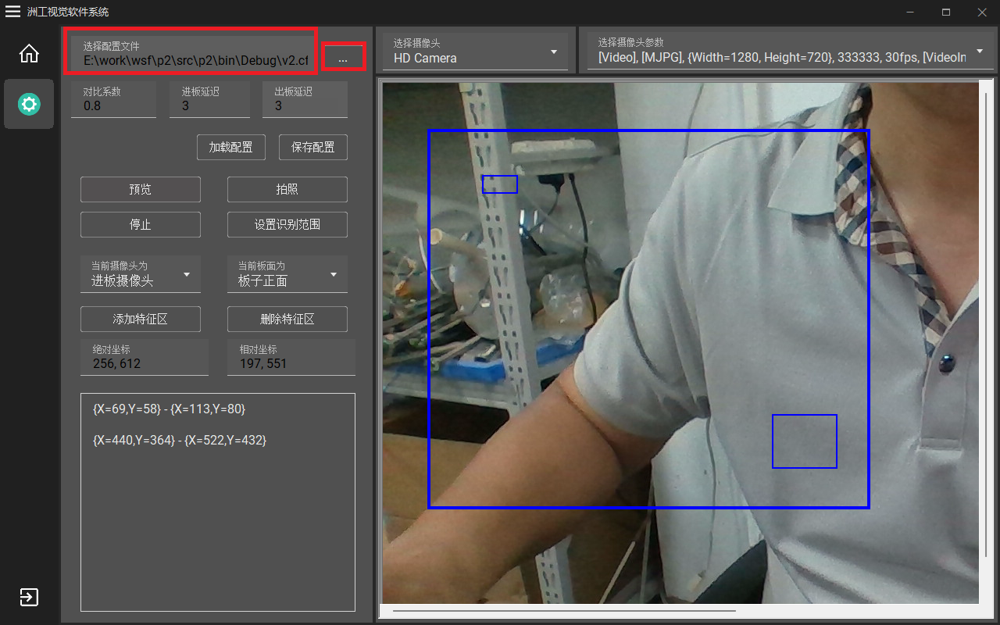 洲工视觉软件系统
选择配置文件
E:\work\wsf\p2\src\p2\bin\Debug\v2.cf
...
选择摄像头
HD Camera
选择摄像头参数
[Video], [MJPG], {Width=1280, Height=720}, 333333, 30fps, [VideoIn
对比系数
0.8
进板延迟
3
出板延迟
3
加载配置
保存配置
预览
拍照
停止
设置识别范围
当前摄像头为
进板摄像头
当前板面为
板子正面
添加特征区
删除特征区
绝对坐标
256, 612
相对坐标
197, 551
{X=69,Y=58} - {X=113,Y=80}
{X=440,Y=364} - {X=522,Y=432}